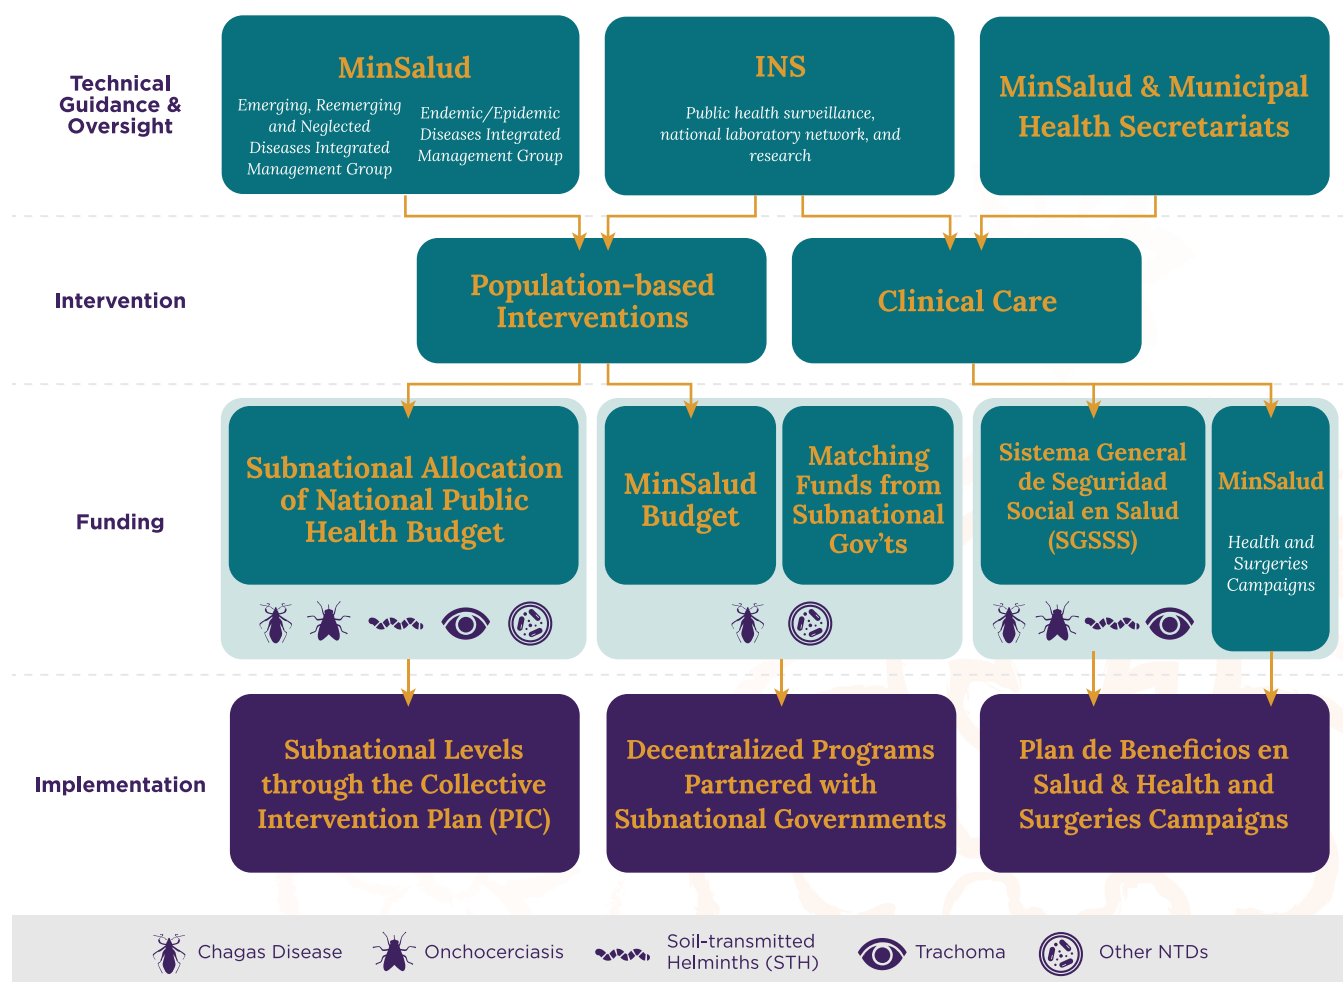 Technical
Guidance &
Oversight
MinSalud
Emerging, Reemerging
and Neglected
Diseases Integrated
Management Group
Endemic/Epidemic
Diseases Integrated
Management Group
INS
Public health surveillance,
national laboratory network, and
research
MinSalud & Municipal
Health Secretariats
Intervention
Population-based
Interventions
Clinical Care
Funding
Subnational Allocation
of National Public
Health Budget
MinSalud
Budget
Matching
Funds from
Subnational
Gov’ts
Sistema General
de Seguridad
Social en Salud
(SGSSS)
MinSalud
Health and
Surgeries
Campaigns
Implementation
Subnational Levels
through the Collective
Intervention Plan (PIC)
Decentralized Programs
Partnered with
Subnational Governments
Plan de Beneficios en
Salud & Health and
Surgeries Campaigns
Chagas Disease
Onchocerciasis
Soil-transmitted
Helminths (STH)
Trachoma
Other NTDs